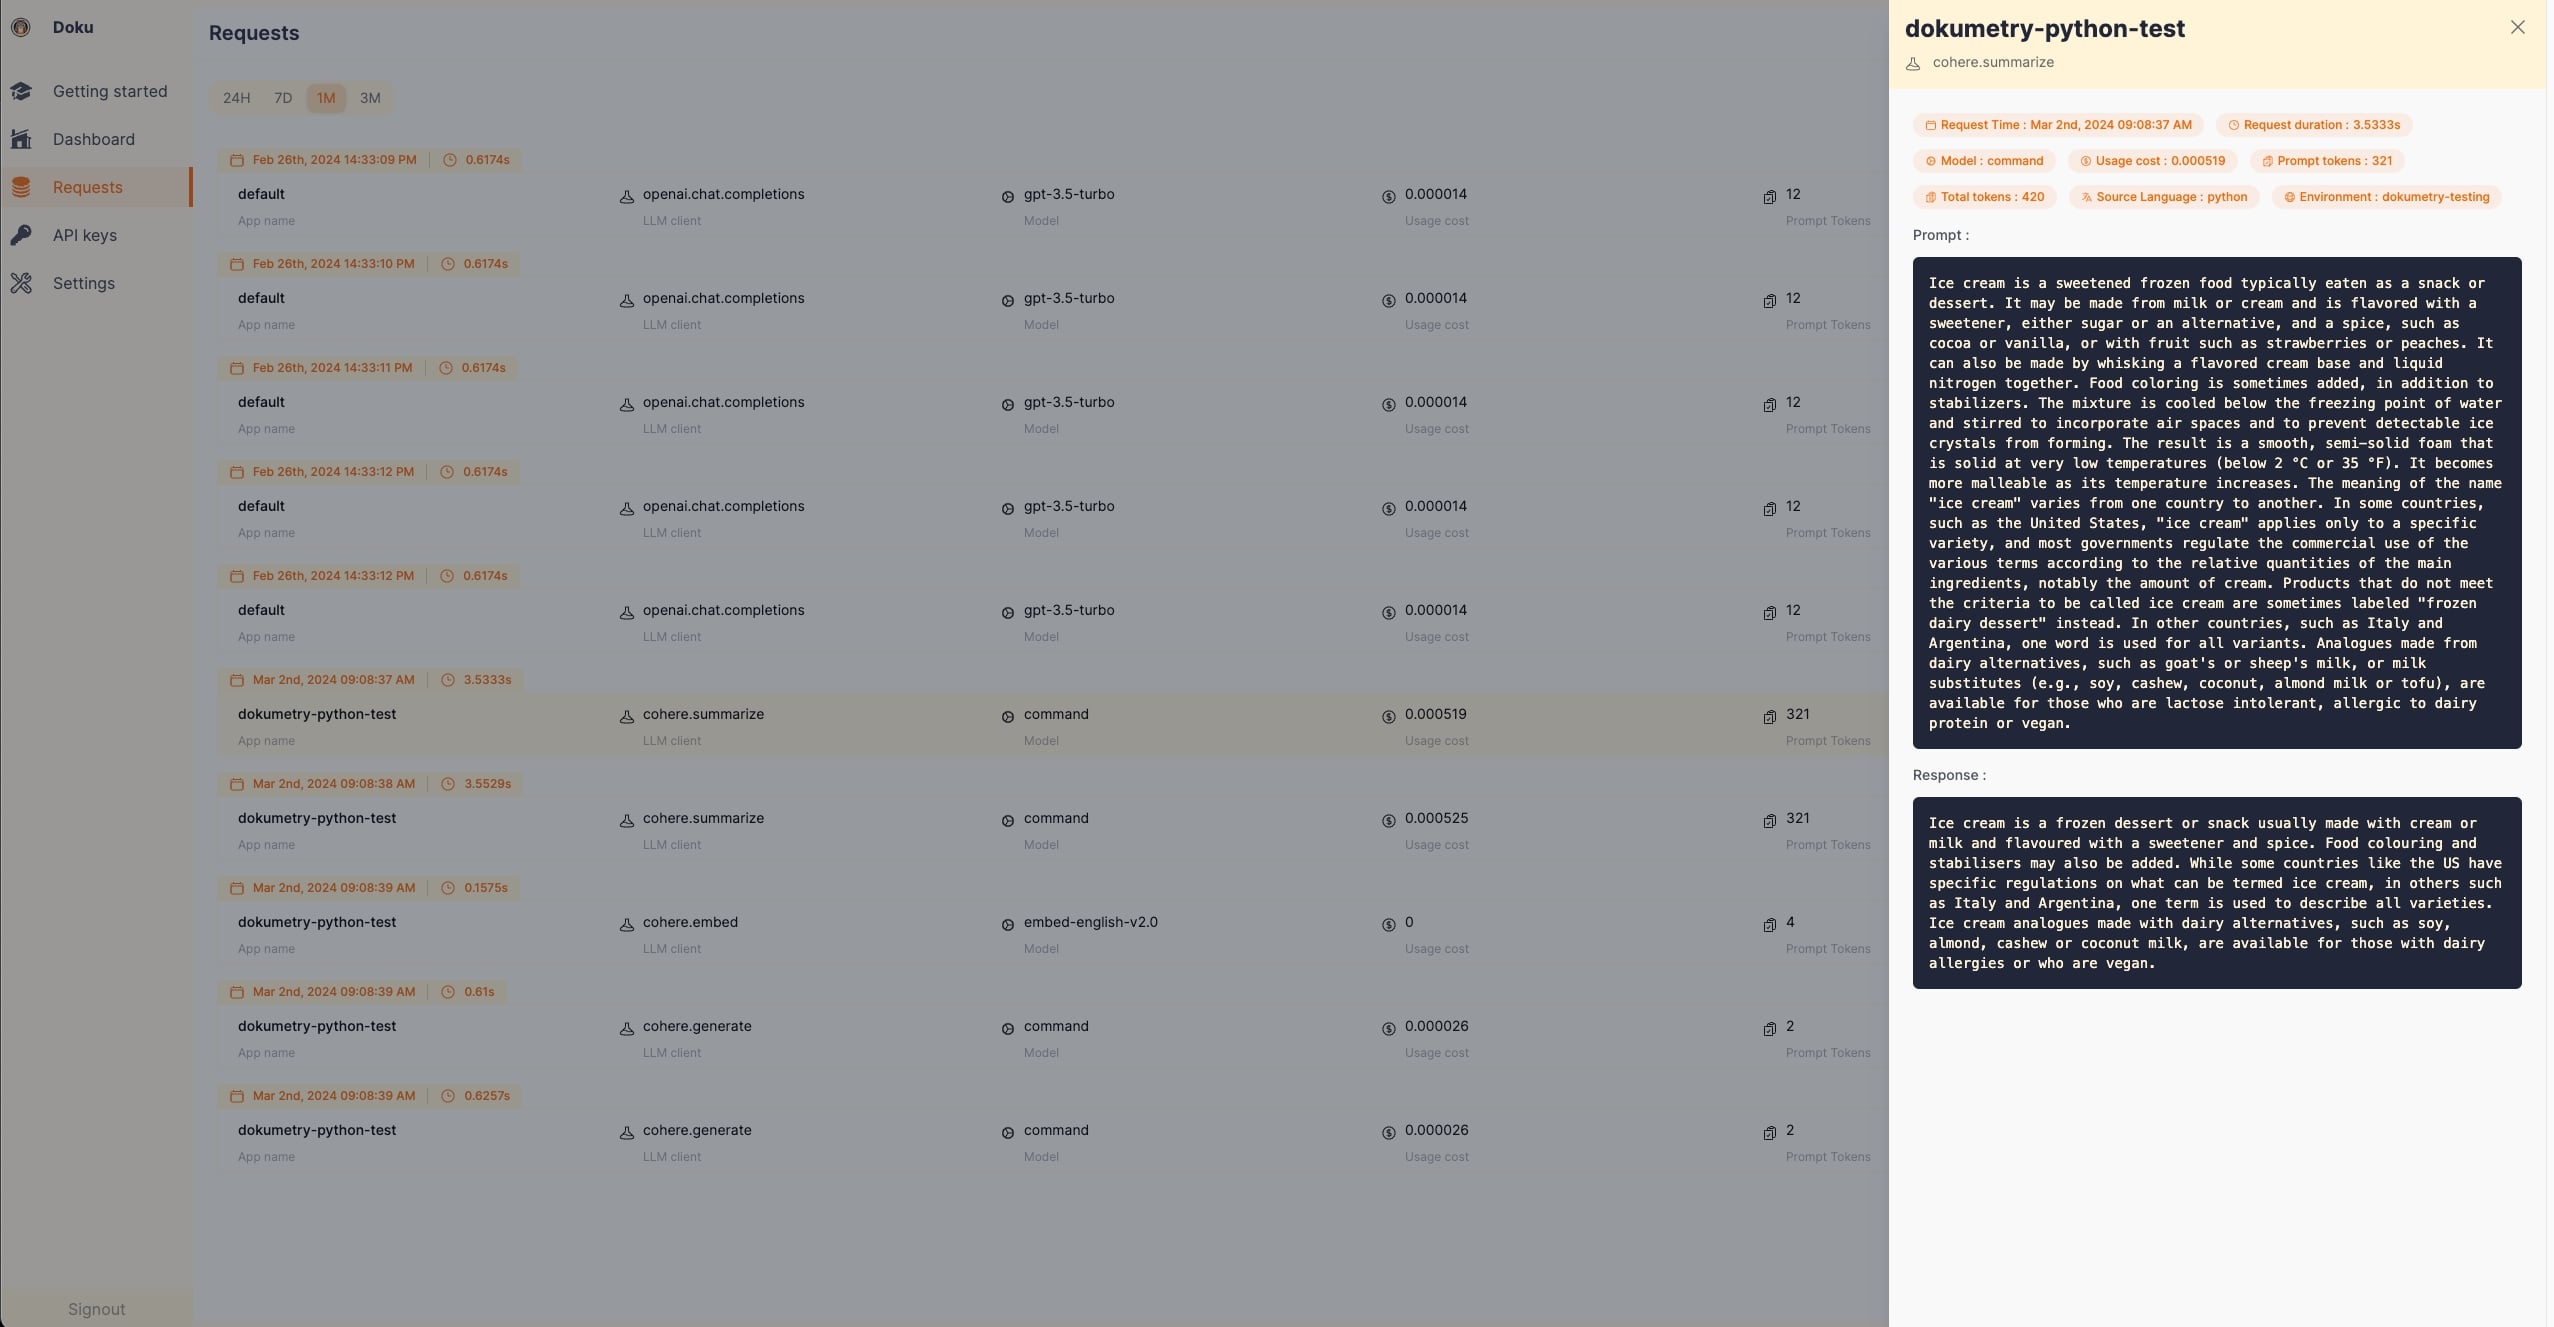 Doku
Getting started
Dashboard
Requests
API keys
Settings
Signout
Requests
24H 7D 1M 3M
Feb 26th, 2024 14:33:09 PM 0.6174s
default openai.chat.completions gpt-3.5-turbo 0.000014 12
App name LLM client Model Usage cost Prompt Tokens
Feb 26th, 2024 14:33:10 PM 0.6174s
default openai.chat.completions gpt-3.5-turbo 0.000014 12
App name LLM client Model Usage cost Prompt Tokens
Feb 26th, 2024 14:33:11 PM 0.6174s
default openai.chat.completions gpt-3.5-turbo 0.000014 12
App name LLM client Model Usage cost Prompt Tokens
Feb 26th, 2024 14:33:12 PM 0.6174s
default openai.chat.completions gpt-3.5-turbo 0.000014 12
App name LLM client Model Usage cost Prompt Tokens
Feb 26th, 2024 14:33:12 PM 0.6174s
default openai.chat.completions gpt-3.5-turbo 0.000014 12
App name LLM client Model Usage cost Prompt Tokens
Mar 2nd, 2024 09:08:37 AM 3.5333s
dokumetry-python-test cohere.summarize command 0.000519 321
App name LLM client Model Usage cost Prompt Tokens
Mar 2nd, 2024 09:08:38 AM 3.5529s
dokumetry-python-test cohere.summarize command 0.000525 321
App name LLM client Model Usage cost Prompt Tokens
Mar 2nd, 2024 09:08:39 AM 0.1575s
dokumetry-python-test cohere.embed embed-english-v2.0 0 4
App name LLM client Model Usage cost Prompt Tokens
Mar 2nd, 2024 09:08:39 AM 0.61s
dokumetry-python-test cohere.generate command 0.000026 2
App name LLM client Model Usage cost Prompt Tokens
Mar 2nd, 2024 09:08:39 AM 0.6257s
dokumetry-python-test cohere.generate command 0.000026 2
App name LLM client Model Usage cost Prompt Tokens
dokumetry-python-test
cohere.summarize
Request Time : Mar 2nd, 2024 09:08:37 AM Request duration : 3.5333s
Model : command Usage cost : 0.000519 Prompt tokens : 321
Total tokens : 420 Source Language : python Environment : dokumetry-testing
Prompt :
Ice cream is a sweetened frozen food typically eaten as a snack or
dessert. It may be made from milk or cream and is flavored with a
sweetener, either sugar or an alternative, and a spice, such as
cocoa or vanilla, or with fruit such as strawberries or peaches. It
can also be made by whisking a flavored cream base and liquid
nitrogen together. Food coloring is sometimes added, in addition to
stabilizers. The mixture is cooled below the freezing point of water
and stirred to incorporate air spaces and to prevent detectable ice
crystals from forming. The result is a smooth, semi-solid foam that
is solid at very low temperatures (below 2 °C or 35 °F). It becomes
more malleable as its temperature increases. The meaning of the name
"ice cream" varies from one country to another. In some countries,
such as the United States, "ice cream" applies only to a specific
variety, and most governments regulate the commercial use of the
various terms according to the relative quantities of the main
ingredients, notably the amount of cream. Products that do not meet
the criteria to be called ice cream are sometimes labeled "frozen
dairy dessert" instead. In other countries, such as Italy and
Argentina, one word is used for all variants. Analogues made from
dairy alternatives, such as goat's or sheep's milk, or milk
substitutes (e.g., soy, cashew, coconut, almond milk or tofu), are
available for those who are lactose intolerant, allergic to dairy
protein or vegan.
Response :
Ice cream is a frozen dessert or snack usually made with cream or
milk and flavoured with a sweetener and spice. Food colouring and
stabilisers may also be added. While some countries like the US have
specific regulations on what can be termed ice cream, in others such
as Italy and Argentina, one term is used to describe all varieties.
Ice cream analogues made with dairy alternatives, such as soy,
almond, cashew or coconut milk, are available for those with dairy
allergies or who are vegan.